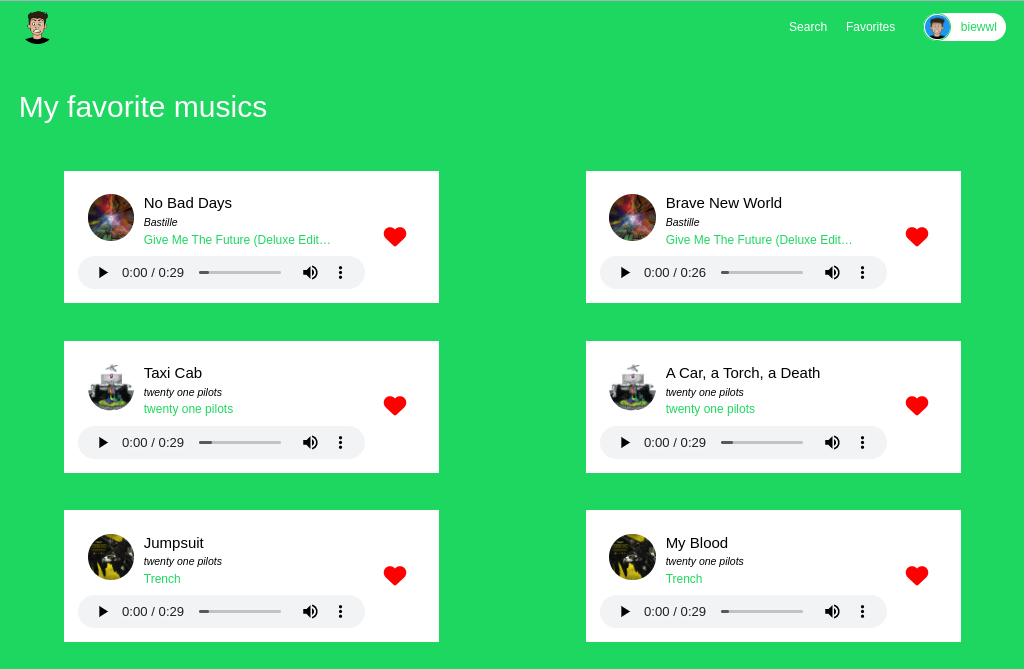 Search Favorites biewwl
My favorite musics
No Bad Days
Bastille
Give Me The Future (Deluxe Edit…
0:00 / 0:29
Brave New World
Bastille
Give Me The Future (Deluxe Edit…
0:00 / 0:26
Taxi Cab
twenty one pilots
twenty one pilots
0:00 / 0:29
A Car, a Torch, a Death
twenty one pilots
twenty one pilots
0:00 / 0:29
Jumpsuit
twenty one pilots
Trench
0:00 / 0:29
My Blood
twenty one pilots
Trench
0:00 / 0:29